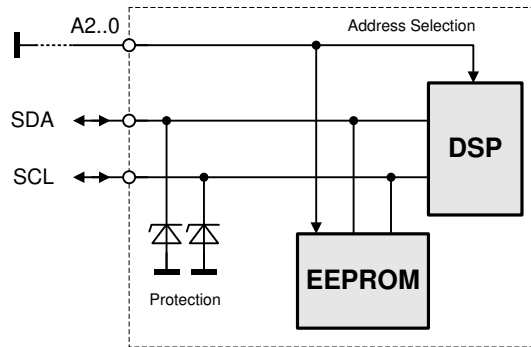 A2..0
Address Selection
SDA
DSP
SCL
EEPROM
Protection